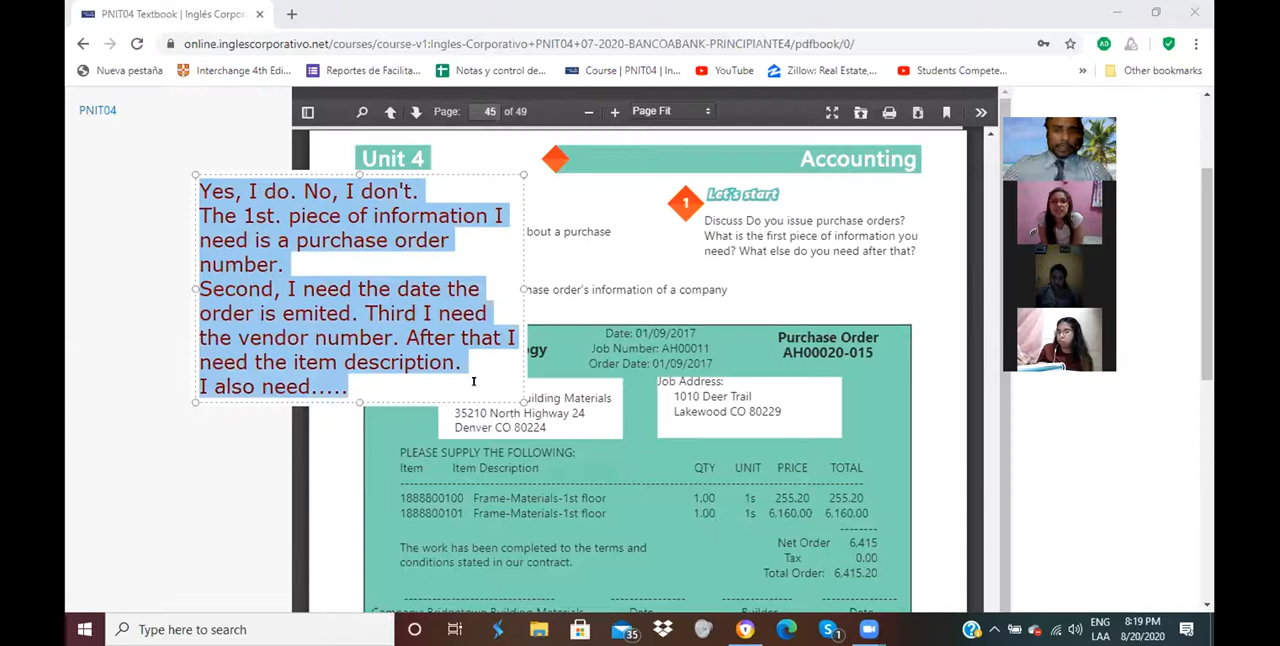 PNIT04 Textbook | Inglés Corpora
online.inglescorporativo.net/courses/course-v1:Ingles-Corporativo+PNIT04+07-2020-BANCOABANK-PRINCIPIANTE4/pdfbook/0/
Nueva pestaña
Interchange 4th Edi...
Reportes de Facilita...
Notas y control de...
Course | PNIT04 | In...
YouTube
Zillow: Real Estate,...
Students Compete...
Other bookmarks
PNIT04
Page: 45 of 49
Page Fit
Unit 4
Accounting
Yes, I do. No, I don't.
The 1st. piece of information I
need is a purchase order
number.
Second, I need the date the
order is emited. Third I need
the vendor number. After that I
need the item description.
I also need.....
1
Let's start
Discuss Do you issue purchase orders?
What is the first piece of information you
need? What else do you need after that?
bout a purchase
hase order's information of a company
gy
Date: 01/09/2017
Job Number: AH00011
Order Date: 01/09/2017
Purchase Order
AH00020-015
uilding Materials
35210 North Highway 24
Denver CO 80224
Job Address:
1010 Deer Trail
Lakewood CO 80229
PLEASE SUPPLY THE FOLLOWING:
Item Item Description QTY UNIT PRICE TOTAL
1888800100 Frame-Materials-1st floor 1.00 1s 255.20 255.20
1888800101 Frame-Materials-1st floor 1.00 1s 6,160.00 6,160.00
The work has been completed to the terms and
conditions stated in our contract.
Net Order 6,415
Tax 0.00
Total Order: 6,415.20
Company Bridgetown Building Materials Date Builder Date
Type here to search
35
1
ENG
LAA
8:19 PM
8/20/2020